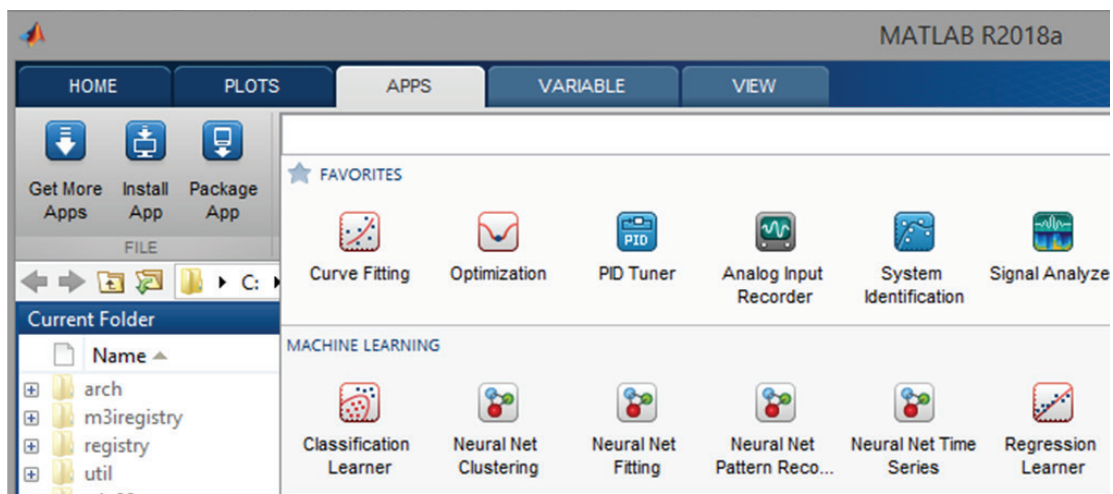 MATLAB R2018a
HOME PLOTS APPS VARIABLE VIEW
Get More Apps
Install App
Package App
FILE
FAVORITES
Curve Fitting
Optimization
PID
PID Tuner
Analog Input
Recorder
System
Identification
Signal Analyze
C:
Current Folder
Name
arch
m3iregistry
registry
util
MACHINE LEARNING
Classification
Learner
Neural Net
Clustering
Neural Net
Fitting
Neural Net
Pattern Reco...
Neural Net Time
Series
Regression
Learner